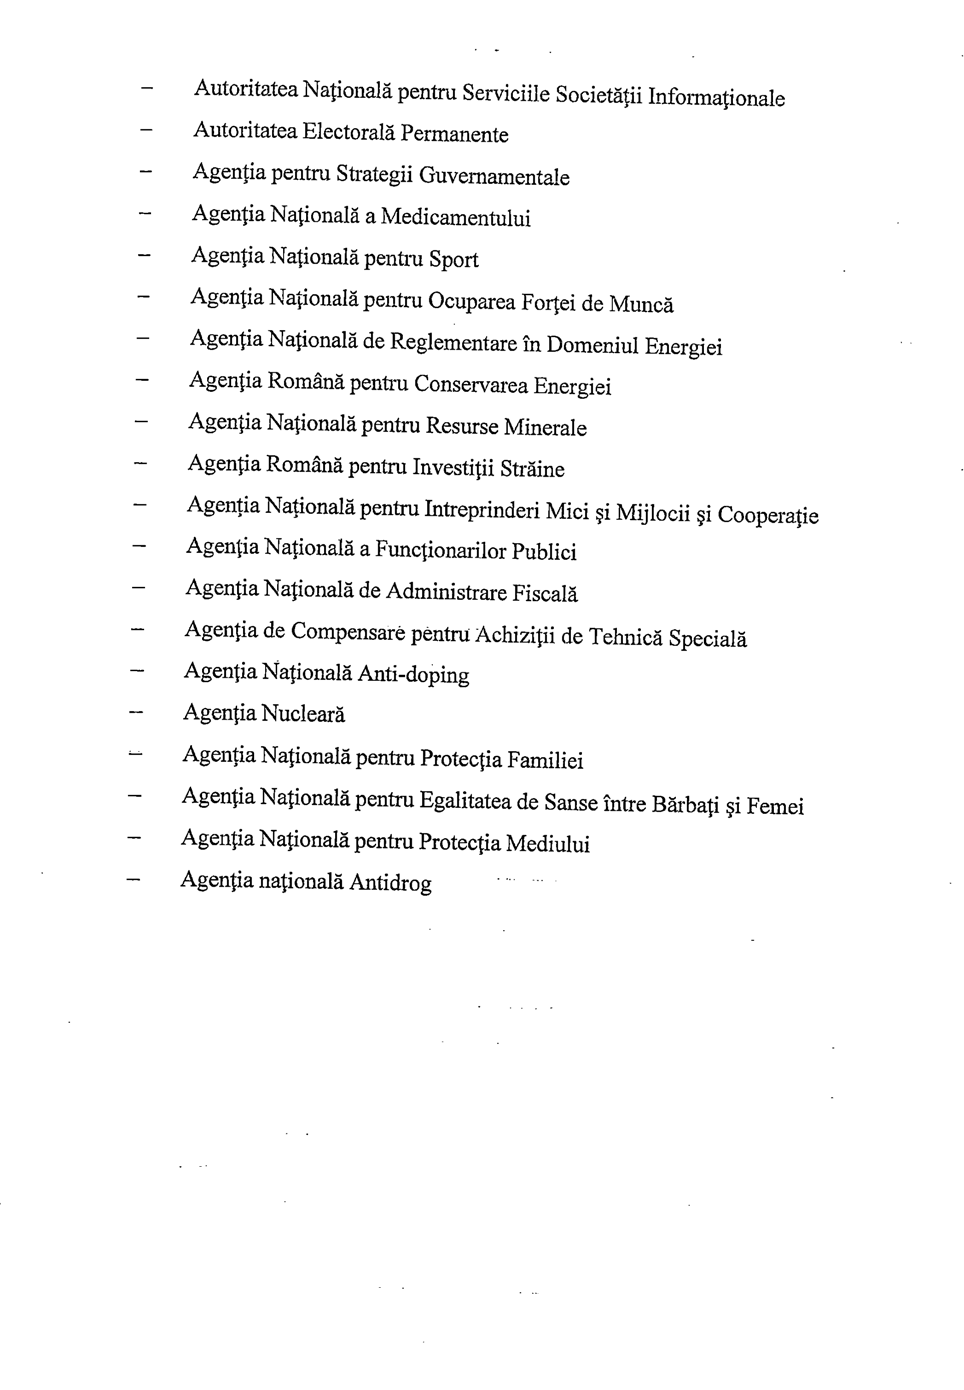 – Autoritatea Naţională pentru Serviciile Societăţii Informaţionale
– Autoritatea Electorală Permanente
– Agenţia pentru Strategii Guvernamentale
– Agenţia Naţională a Medicamentului
– Agenţia Naţională pentru Sport
– Agenţia Naţională pentru Ocuparea Forţei de Muncă
– Agenţia Naţională de Reglementare în Domeniul Energiei
– Agenţia Română pentru Conservarea Energiei
– Agenţia Naţională pentru Resurse Minerale
– Agenţia Română pentru Investiţii Străine
– Agenţia Naţională pentru Intreprinderi Mici şi Mijlocii şi Cooperaţie
– Agenţia Naţională a Funcţionarilor Publici
– Agenţia Naţională de Administrare Fiscală
– Agenţia de Compensare pentru Achiziţii de Tehnică Specială
– Agenţia Naţională Anti-doping
– Agenţia Nucleară
– Agenţia Naţională pentru Protecţia Familiei
– Agenţia Naţională pentru Egalitatea de Sanse între Bărbaţi şi Femei
– Agenţia Naţională pentru Protecţia Mediului
– Agenţia naţională Antidrog